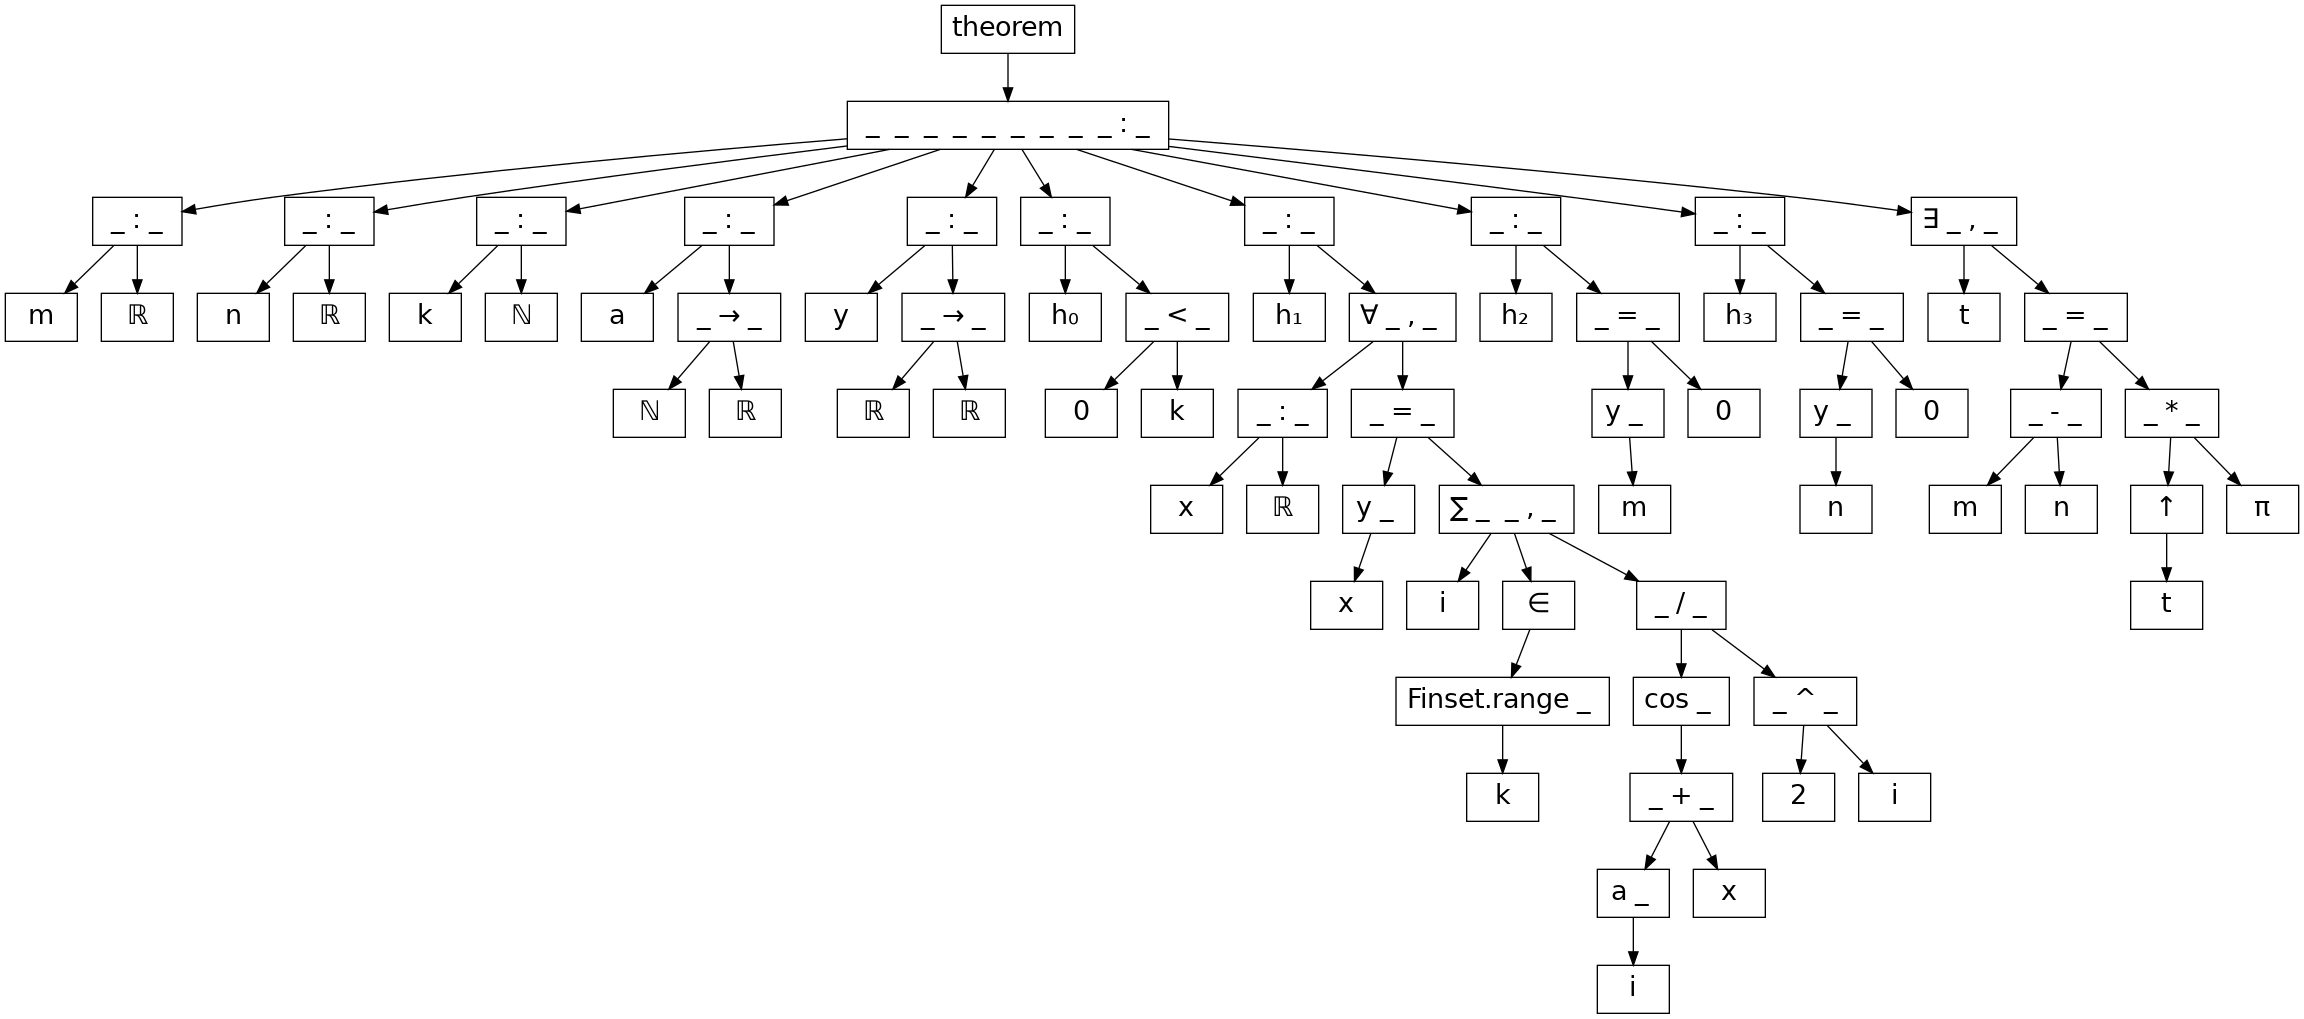 theorem
_ _ _ _ _ _ _ _ _ : _
_ : _ _ : _ _ : _ _ : _ _ : _ _ : _ _ : _ _ : _ _ : _ ∃ _ , _
m ℝ n ℝ k ℕ a _ → _ y _ → _ h₀ _ < _ h₁ ∀ _ , _ h₂ _ = _ h₃ _ = _ t _ = _
ℕ ℝ ℝ ℝ 0 k _ : _ _ = _ y _ 0 y _ 0 _ - _ _ * _
x ℝ y _ ∑ _ _ , _ m n m n ↑ π
x i ∈ _ / _ t
Finset.range _ cos _ _ ^ _
k _ + _ 2 i
a _ x
i